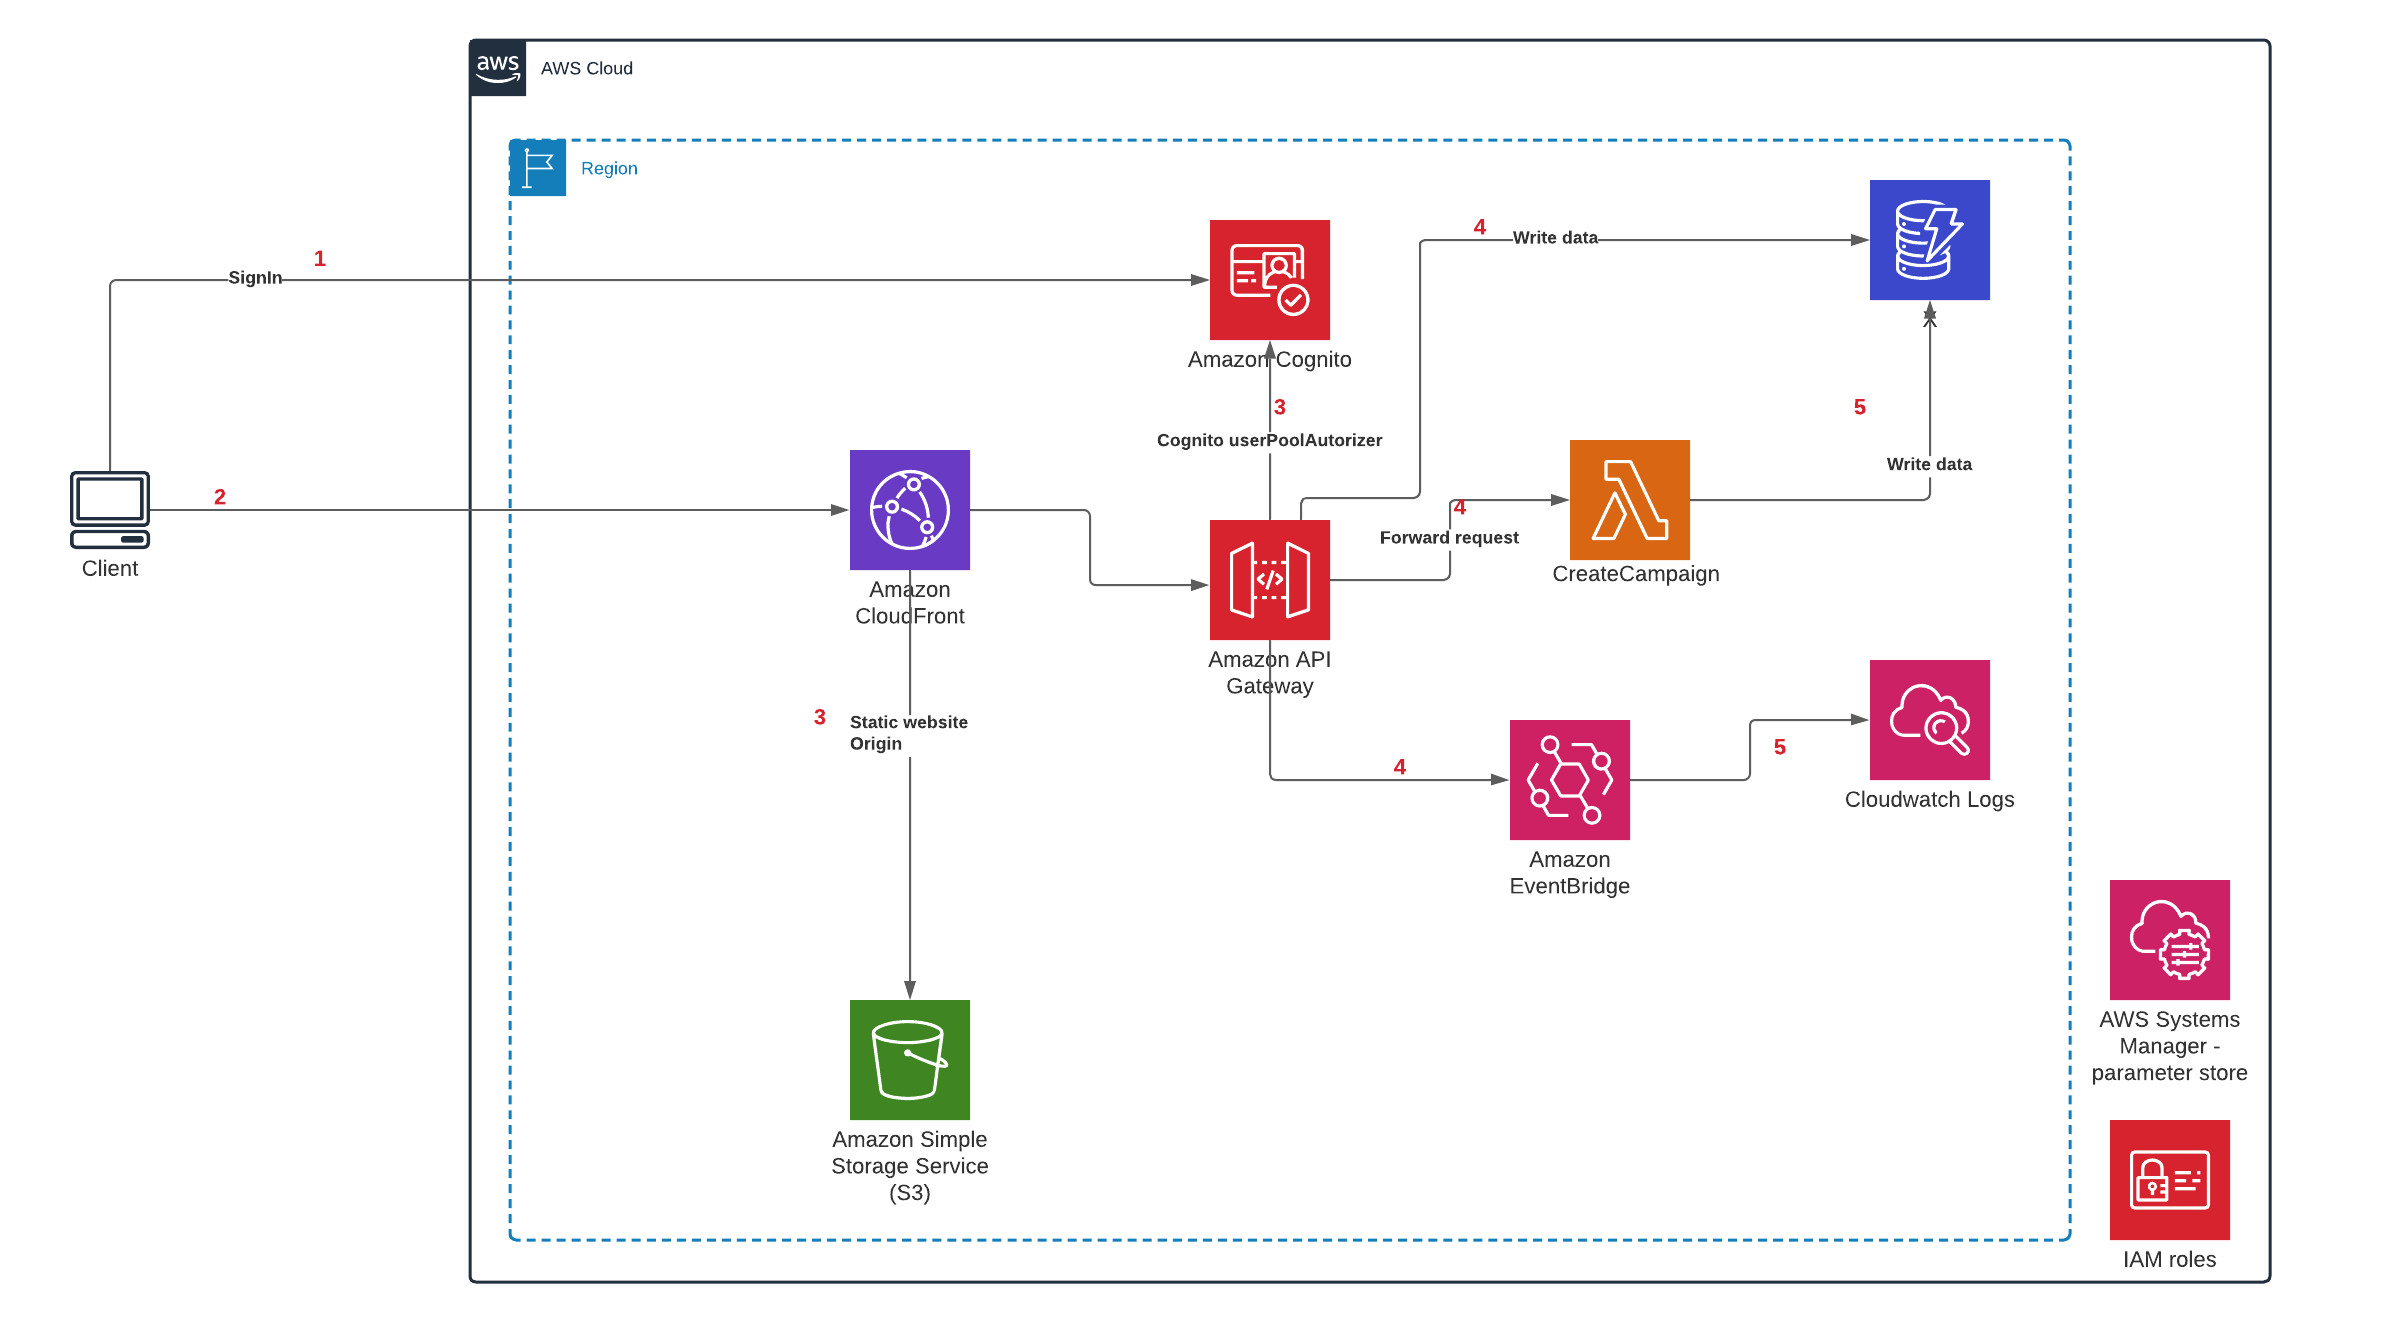 aws
AWS Cloud
Region
1
SignIn
4
Write data
x
Amazon Cognito
3
Cognito userPoolAutorizer
5
Write data
2
Client
Amazon
CloudFront
4
Forward request
CreateCampaign
Amazon API
Gateway
3
Static website
Origin
4
5
Cloudwatch Logs
Amazon
EventBridge
AWS Systems
Manager -
parameter store
Amazon Simple
Storage Service
(S3)
IAM roles